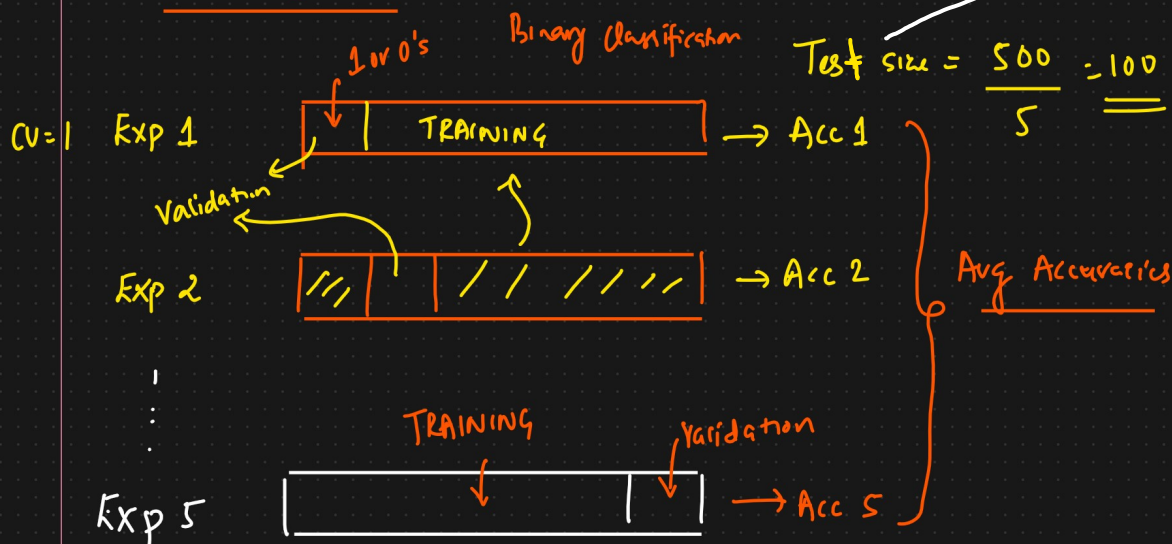 Binary Classification
1 or 0's
Test size = 500 / 5 = 100
CV=1 Exp 1 TRAINING → Acc 1
Validation
Exp 2 → Acc 2
Avg Accuracies
TRAINING
Validation
Exp 5 → Acc 5